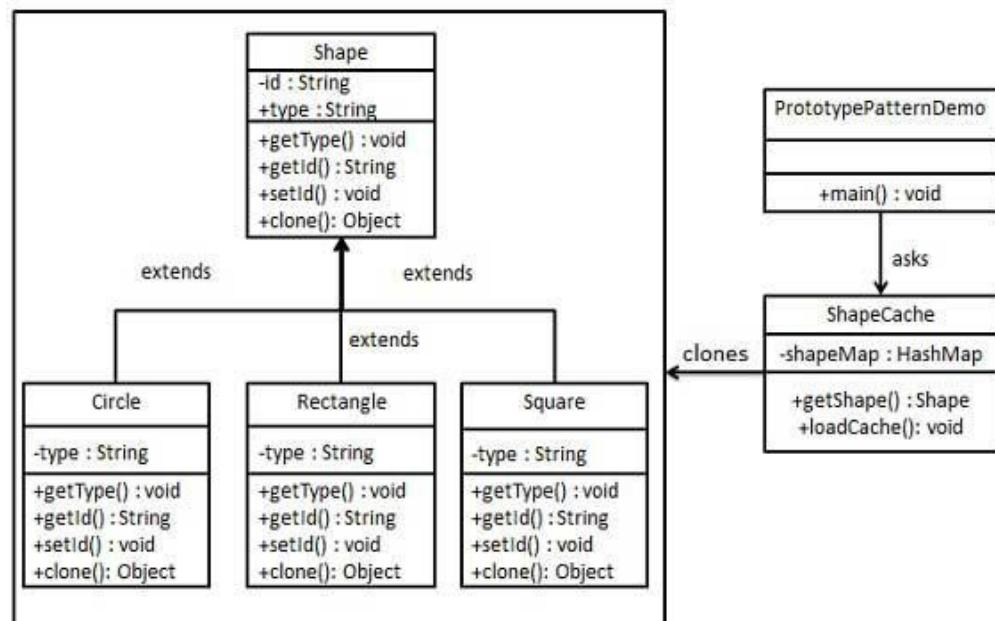 Shape
-id : String
+type : String
+getType() : void
+getId() : String
+setId() : void
+clone(): Object
extends
extends
extends
Circle
-type : String
+getType() : void
+getId() : String
+setId() : void
+clone(): Object
Rectangle
-type : String
+getType() : void
+getId() : String
+setId() : void
+clone(): Object
Square
-type : String
+getType() : void
+getId() : String
+setId() : void
+clone(): Object
PrototypePatternDemo
+main() : void
asks
ShapeCache
-shapeMap : HashMap
+getShape() : Shape
+loadCache(): void
clones